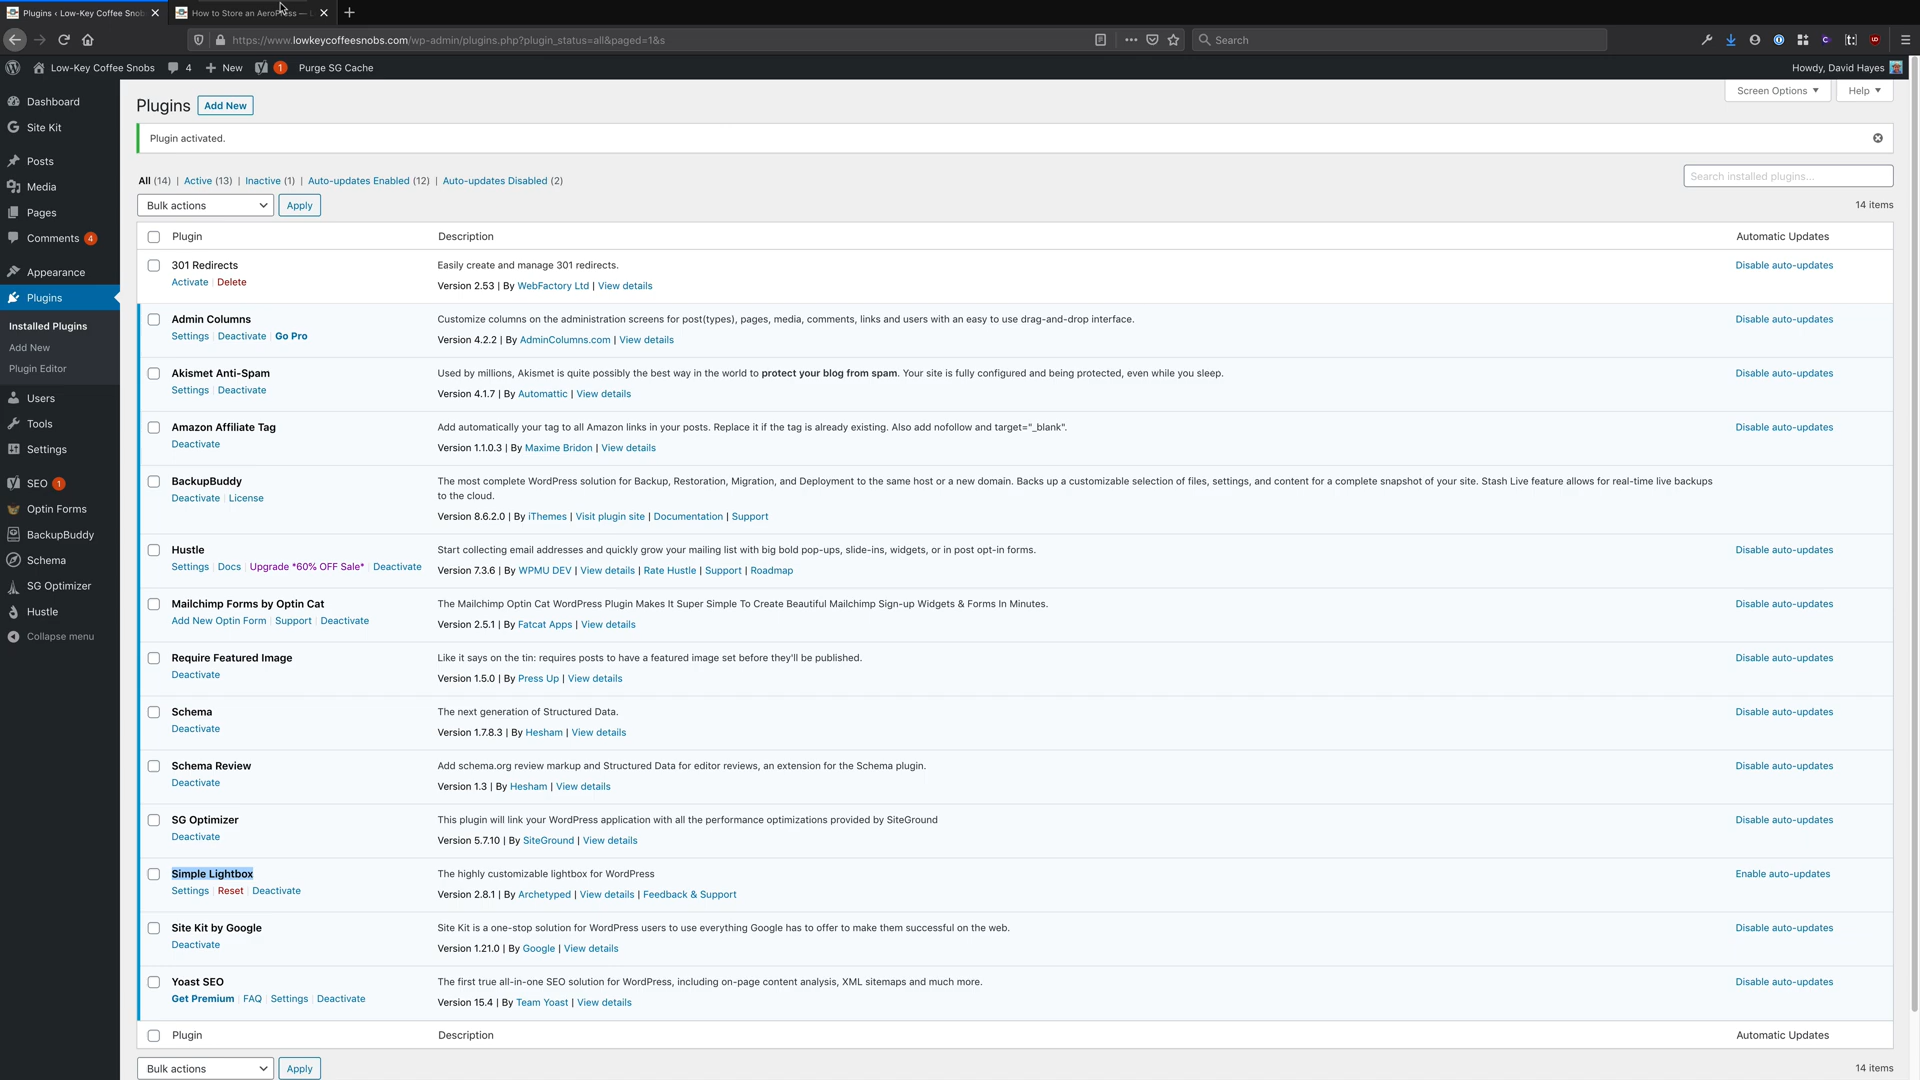 Plugins ‹ Low-Key Coffee Snob
How to Store an AeroPress —
https://www.lowkeycoffeesnobs.com/wp-admin/plugins.php?plugin_status=all&paged=1&s
Search
Low-Key Coffee Snobs
4
New
1
Purge SG Cache
Howdy, David Hayes
Dashboard
Site Kit
Posts
Media
Pages
Comments 4
Appearance
Plugins
Installed Plugins
Add New
Plugin Editor
Users
Tools
Settings
SEO 1
Optin Forms
BackupBuddy
Schema
SG Optimizer
Hustle
Collapse menu
Plugins Add New
Screen Options
Help
Plugin activated.
All (14) | Active (13) | Inactive (1) | Auto-updates Enabled (12) | Auto-updates Disabled (2)
Search installed plugins...
Bulk actions
Apply
14 items
Plugin Description Automatic Updates
301 Redirects
Activate | Delete
Easily create and manage 301 redirects.
Version 2.53 | By WebFactory Ltd | View details
Disable auto-updates
Admin Columns
Settings | Deactivate | Go Pro
Customize columns on the administration screens for post(types), pages, media, comments, links and users with an easy to use drag-and-drop interface.
Version 4.2.2 | By AdminColumns.com | View details
Disable auto-updates
Akismet Anti-Spam
Settings | Deactivate
Used by millions, Akismet is quite possibly the best way in the world to protect your blog from spam. Your site is fully configured and being protected, even while you sleep.
Version 4.1.7 | By Automattic | View details
Disable auto-updates
Amazon Affiliate Tag
Deactivate
Add automatically your tag to all Amazon links in your posts. Replace it if the tag is already existing. Also add nofollow and target="_blank".
Version 1.1.0.3 | By Maxime Bridon | View details
Disable auto-updates
BackupBuddy
Deactivate | License
The most complete WordPress solution for Backup, Restoration, Migration, and Deployment to the same host or a new domain. Backs up a customizable selection of files, settings, and content for a complete snapshot of your site. Stash Live feature allows for real-time live backups
to the cloud.
Version 8.6.2.0 | By iThemes | Visit plugin site | Documentation | Support
Hustle
Settings | Docs | Upgrade *60% OFF Sale* | Deactivate
Start collecting email addresses and quickly grow your mailing list with big bold pop-ups, slide-ins, widgets, or in post opt-in forms.
Version 7.3.6 | By WPMU DEV | View details | Rate Hustle | Support | Roadmap
Disable auto-updates
Mailchimp Forms by Optin Cat
Add New Optin Form | Support | Deactivate
The Mailchimp Optin Cat WordPress Plugin Makes It Super Simple To Create Beautiful Mailchimp Sign-up Widgets & Forms In Minutes.
Version 2.5.1 | By Fatcat Apps | View details
Disable auto-updates
Require Featured Image
Deactivate
Like it says on the tin: requires posts to have a featured image set before they'll be published.
Version 1.5.0 | By Press Up | View details
Disable auto-updates
Schema
Deactivate
The next generation of Structured Data.
Version 1.7.8.3 | By Hesham | View details
Disable auto-updates
Schema Review
Deactivate
Add schema.org review markup and Structured Data for editor reviews, an extension for the Schema plugin.
Version 1.3 | By Hesham | View details
Disable auto-updates
SG Optimizer
Deactivate
This plugin will link your WordPress application with all the performance optimizations provided by SiteGround
Version 5.7.10 | By SiteGround | View details
Disable auto-updates
Simple Lightbox
Settings | Reset | Deactivate
The highly customizable lightbox for WordPress
Version 2.8.1 | By Archetyped | View details | Feedback & Support
Enable auto-updates
Site Kit by Google
Deactivate
Site Kit is a one-stop solution for WordPress users to use everything Google has to offer to make them successful on the web.
Version 1.21.0 | By Google | View details
Disable auto-updates
Yoast SEO
Get Premium | FAQ | Settings | Deactivate
The first true all-in-one SEO solution for WordPress, including on-page content analysis, XML sitemaps and much more.
Version 15.4 | By Team Yoast | View details
Disable auto-updates
Plugin Description Automatic Updates
Bulk actions
Apply
14 items